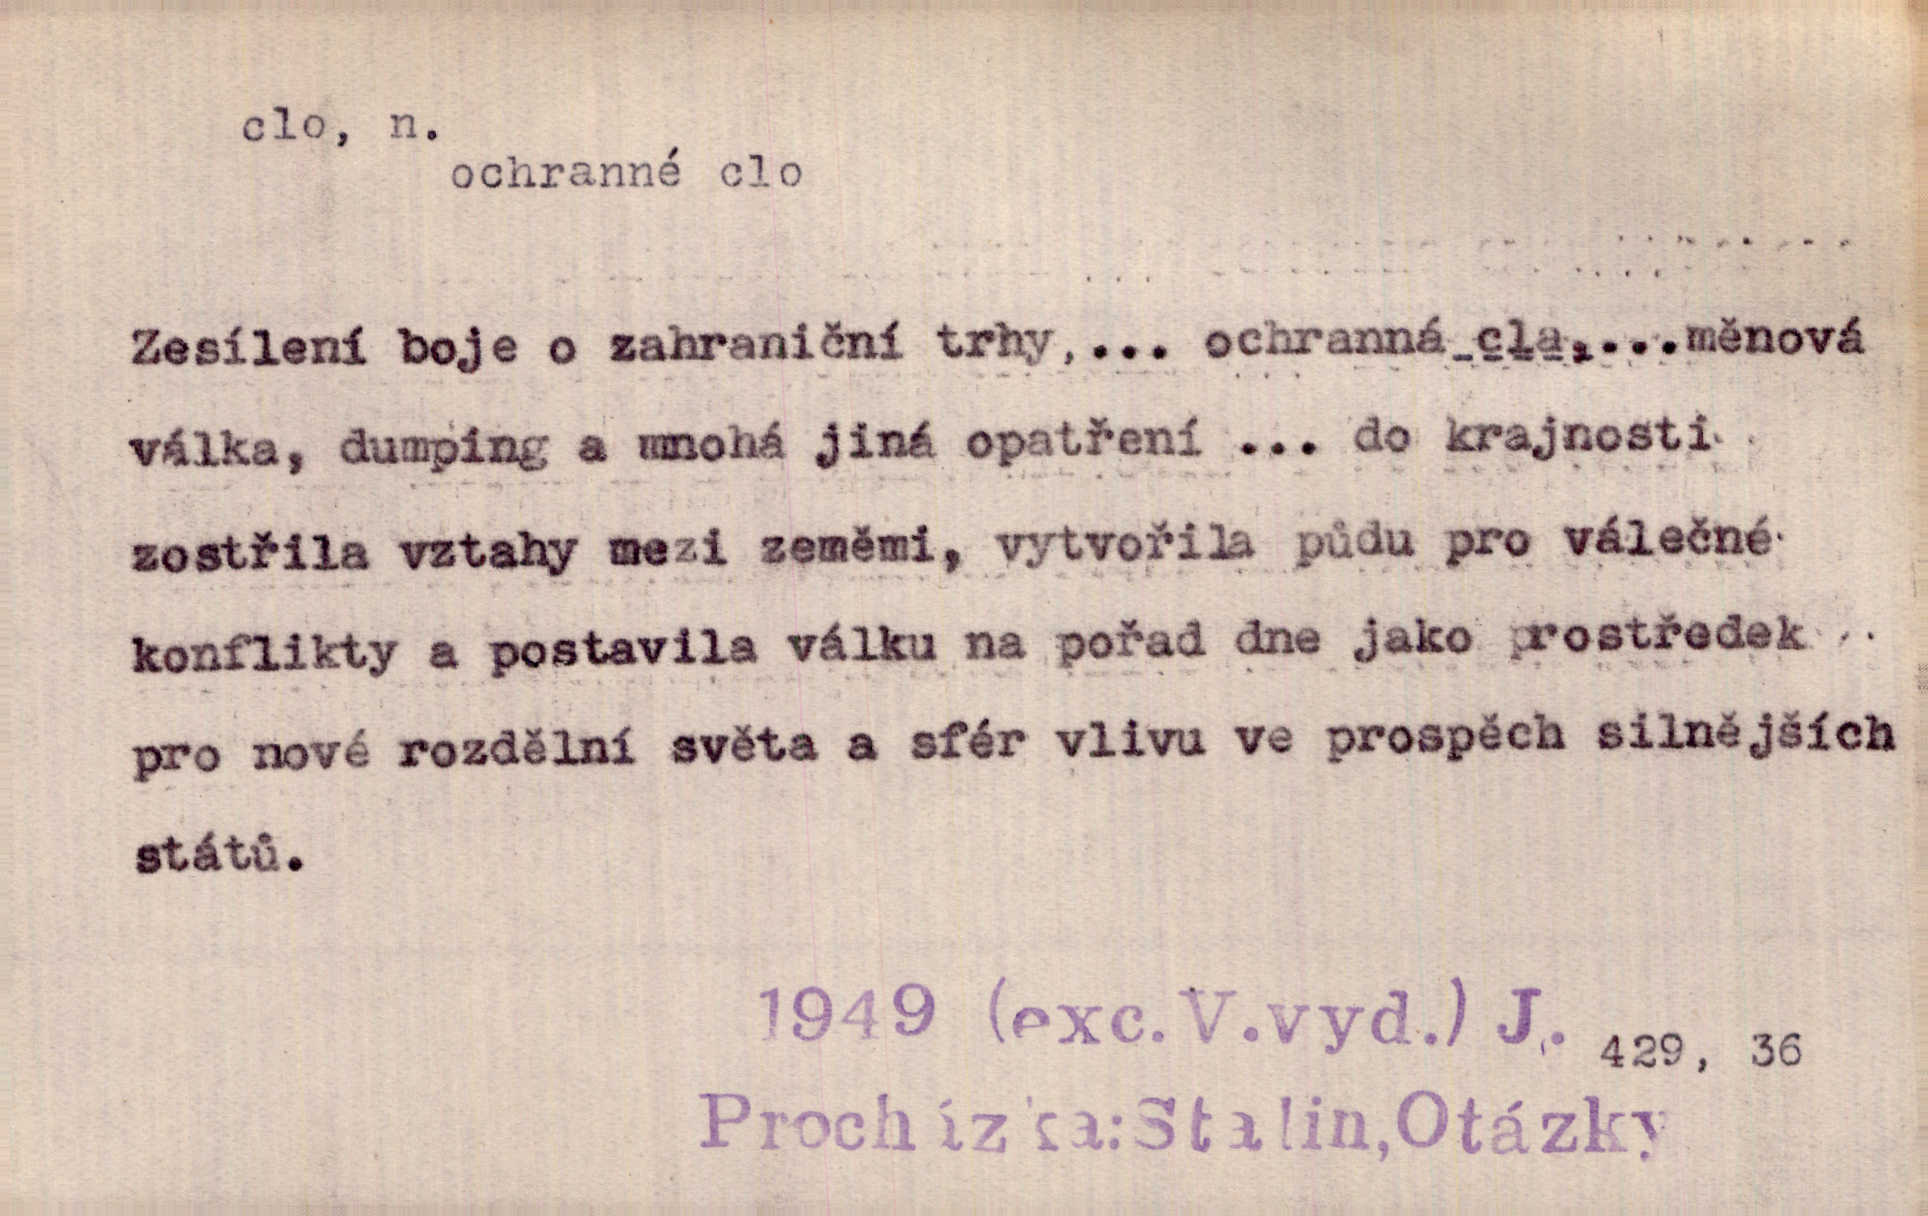 clo, n.
ochranné clo
Zesílení boje o zahraniční trhy,... ochranná cla,...měnová
válka, dumping a mnohá jiná opatření ... do krajnosti
zostřila vztahy mezi zeměmi, vytvořila půdu pro válečné
konflikty a postavila válku na pořad dne jako prostředek
pro nové rozdělní světa a sfér vlivu ve prospěch silnějších
států.
1949 (exc. V.vyd.) J. 429, 36
Procházka: Stalin, Otázky